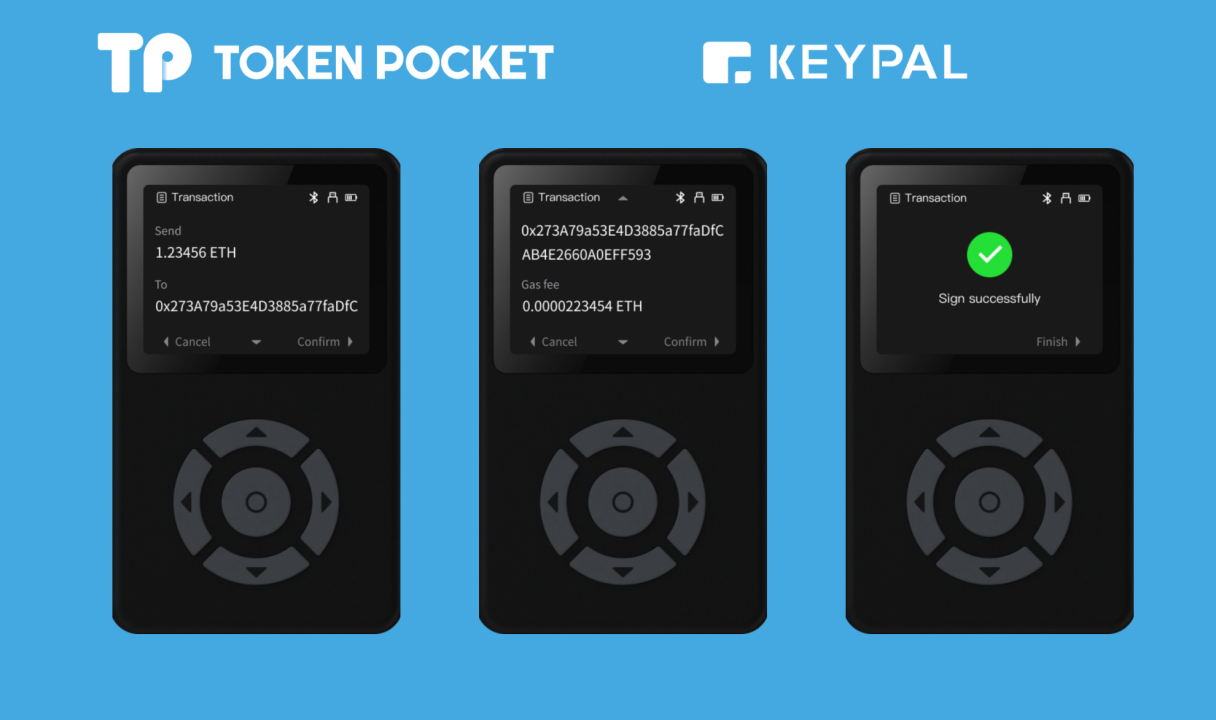 TP TOKEN POCKET
KEYPAL
Transaction
Send
1.23456 ETH
To
0x273A79a53E4D3885a77faDfC
Cancel Confirm
Transaction
0x273A79a53E4D3885a77faDfC
AB4E2660A0EFF593
Gas fee
0.0000223454 ETH
Cancel Confirm
Transaction
Sign successfully
Finish